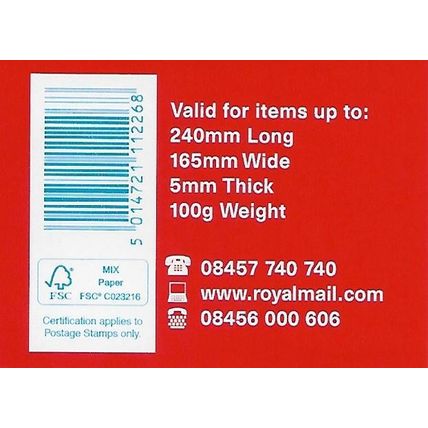 5 014721 112268
MIX
Paper
FSC
FSC® C023216
Certification applies to
Postage Stamps only.
Valid for items up to:
240mm Long
165mm Wide
5mm Thick
100g Weight
08457 740 740
www.royalmail.com
08456 000 606